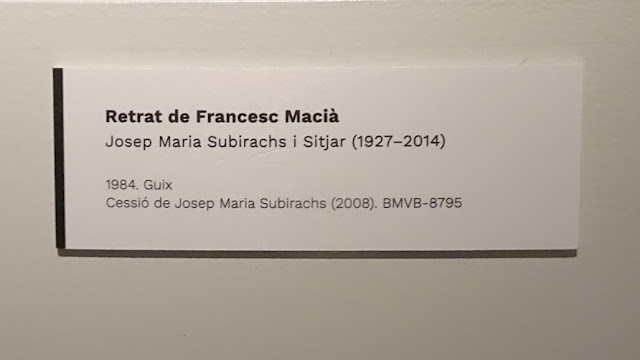 Retrat de Francesc Macià
Josep Maria Subirachs i Sitjar (1927–2014)
1984. Guix
Cessió de Josep Maria Subirachs (2008). BMVB-8795